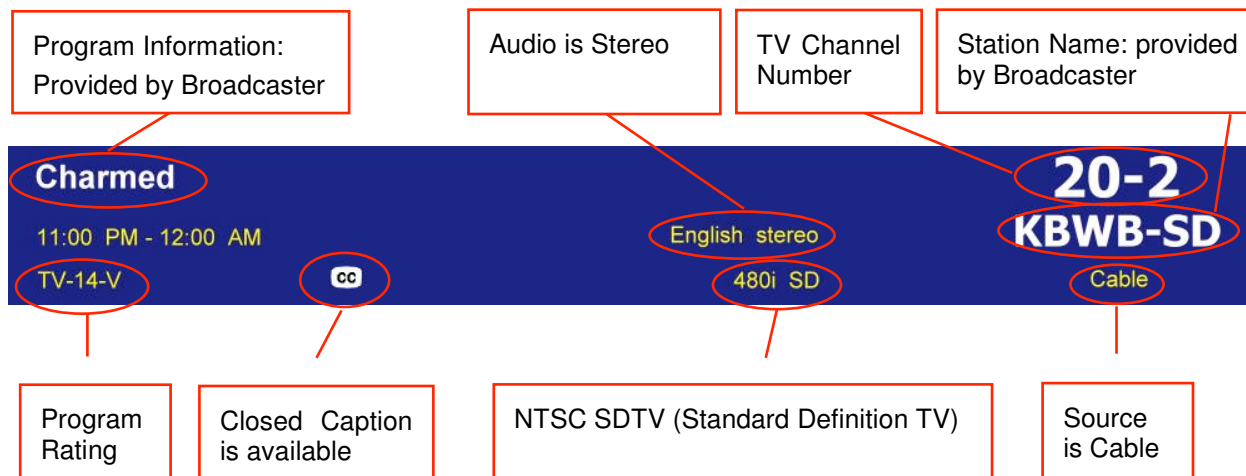 Program Information:
Provided by Broadcaster
Audio is Stereo
TV Channel
Number
Station Name: provided
by Broadcaster
Charmed
20-2
11:00 PM - 12:00 AM
English stereo
KBWB-SD
TV-14-V
CC
480i SD
Cable
Program
Rating
Closed Caption
is available
NTSC SDTV (Standard Definition TV)
Source
is Cable